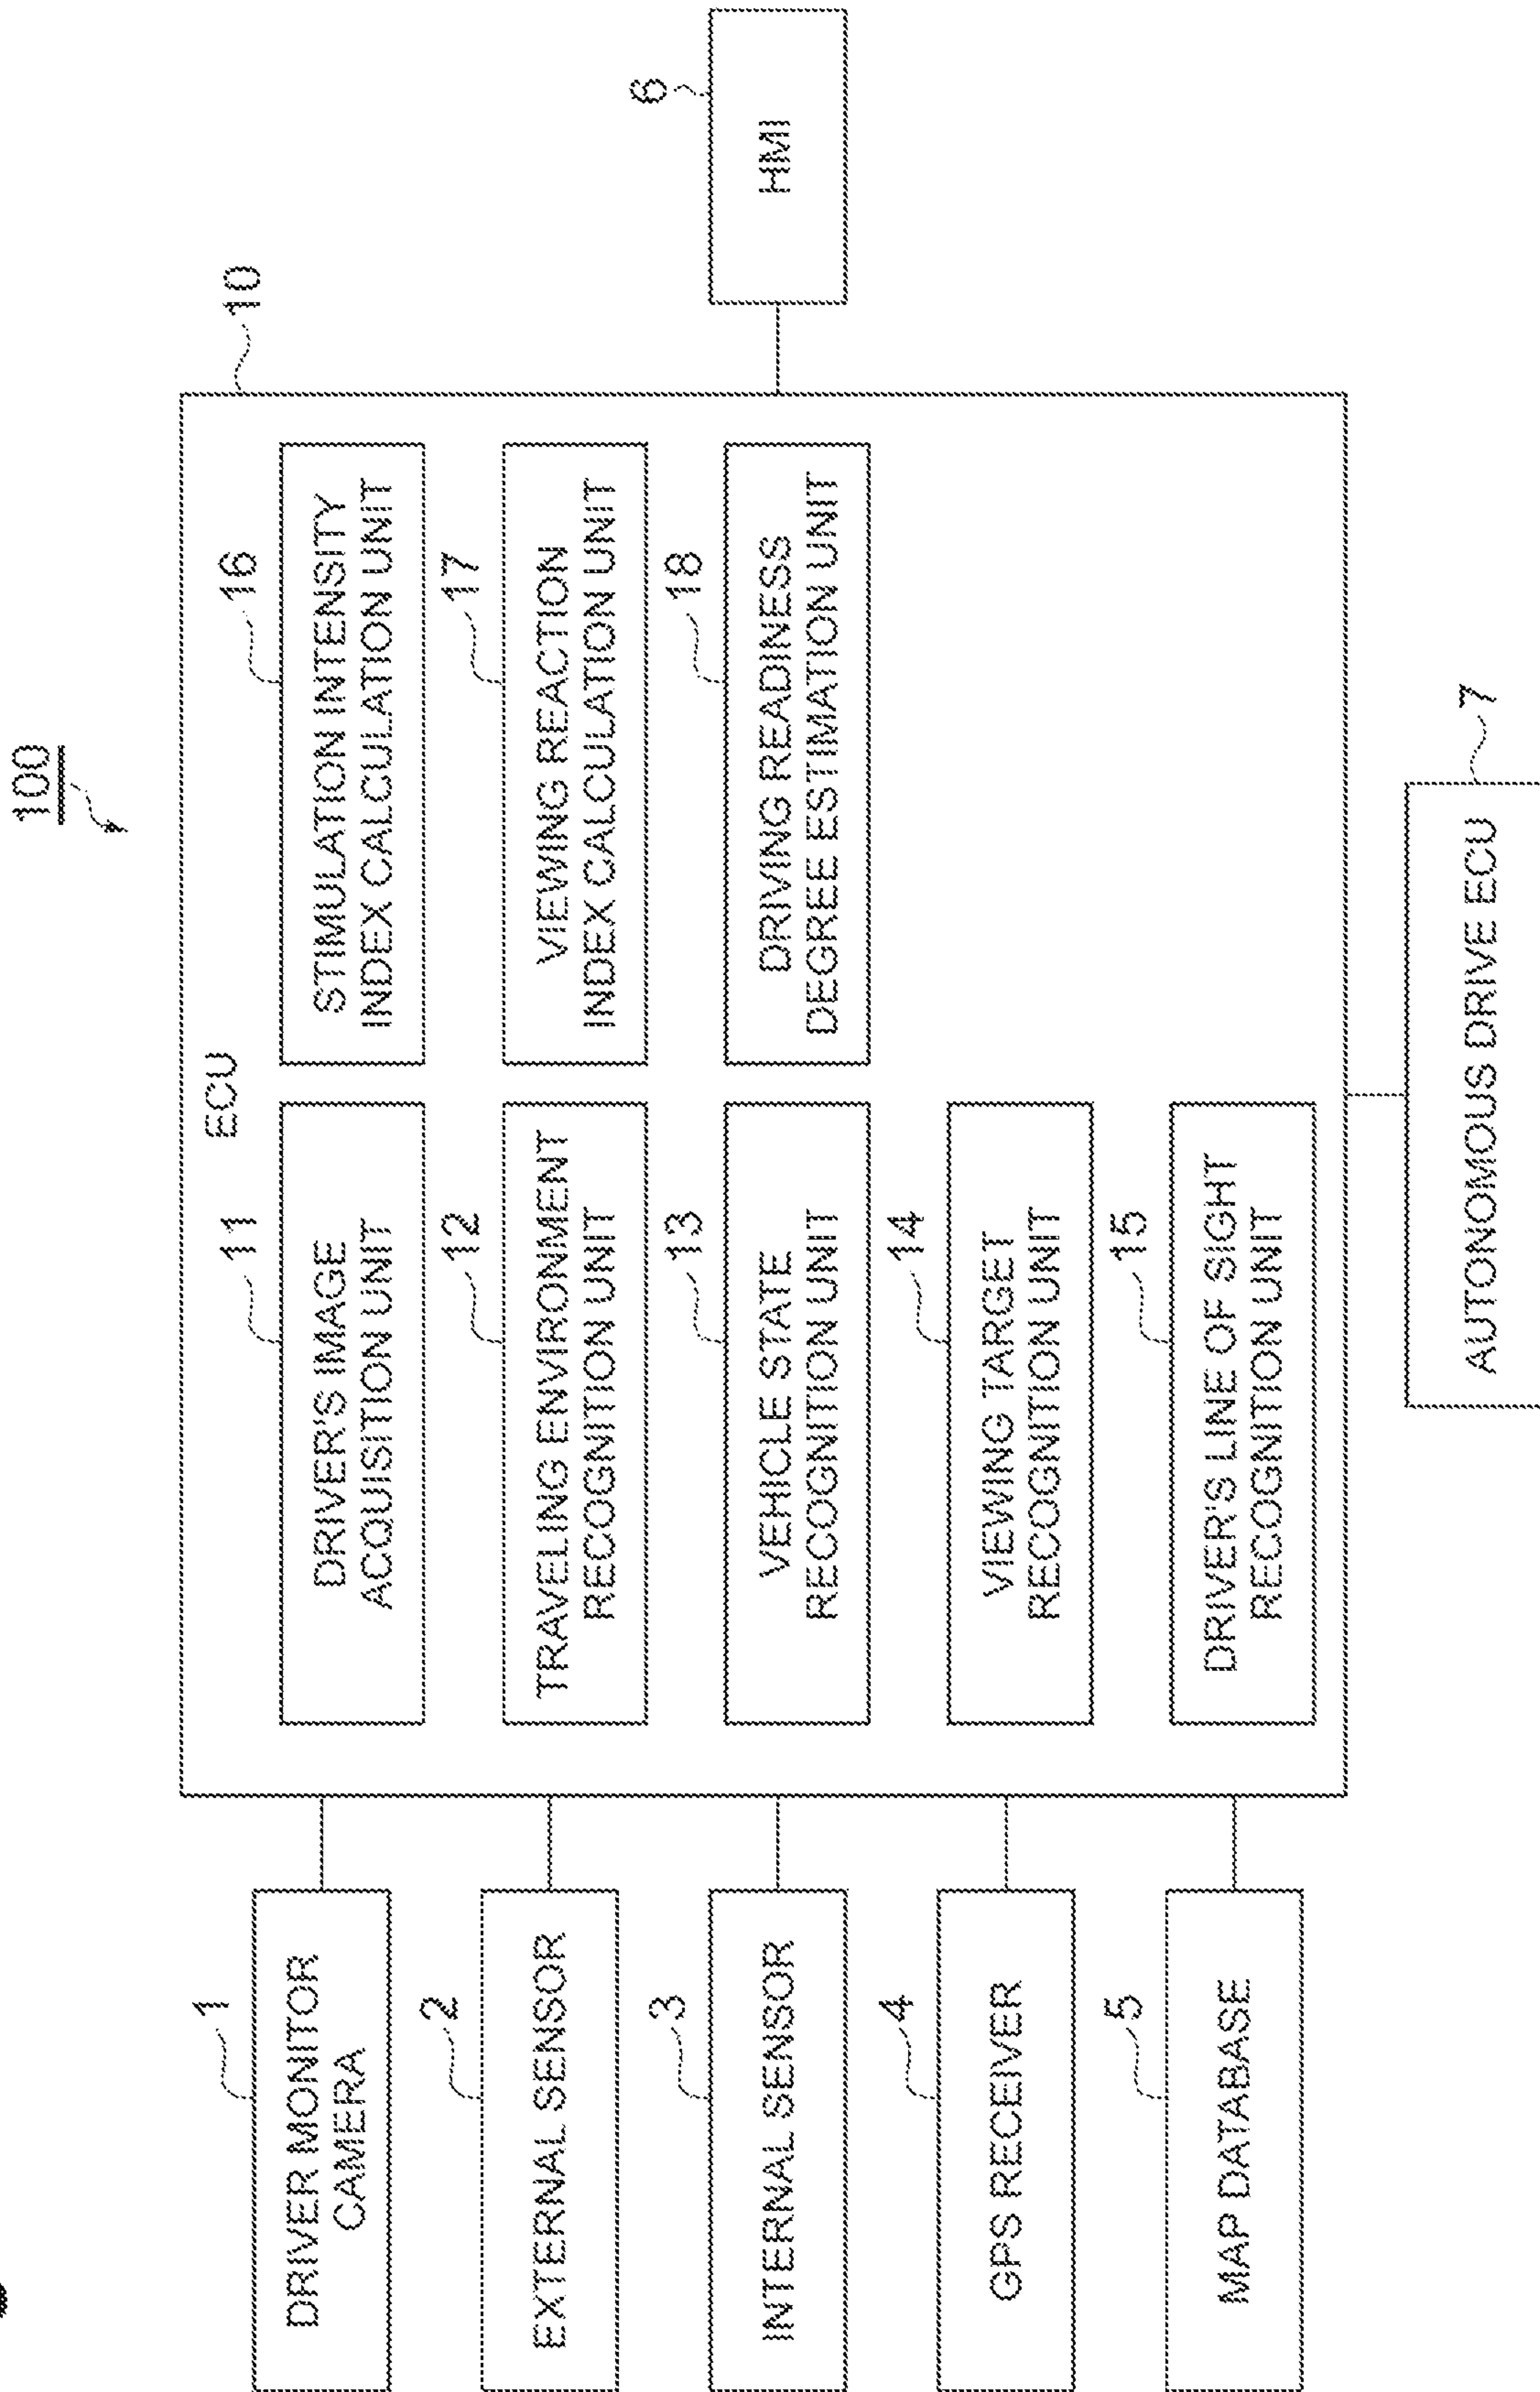 100
10
ECU
1
DRIVER MONITOR
CAMERA
2
EXTERNAL SENSOR
3
INTERNAL SENSOR
4
GPS RECEIVER
5
MAP DATABASE
11
DRIVER'S IMAGE
ACQUISITION UNIT
12
TRAVELING ENVIRONMENT
RECOGNITION UNIT
13
VEHICLE STATE
RECOGNITION UNIT
14
VIEWING TARGET
RECOGNITION UNIT
15
DRIVER'S LINE OF SIGHT
RECOGNITION UNIT
16
STIMULATION INTENSITY
INDEX CALCULATION UNIT
17
VIEWING REACTION
INDEX CALCULATION UNIT
18
DRIVING READINESS
DEGREE ESTIMATION UNIT
6
HMI
7
AUTONOMOUS DRIVE ECU